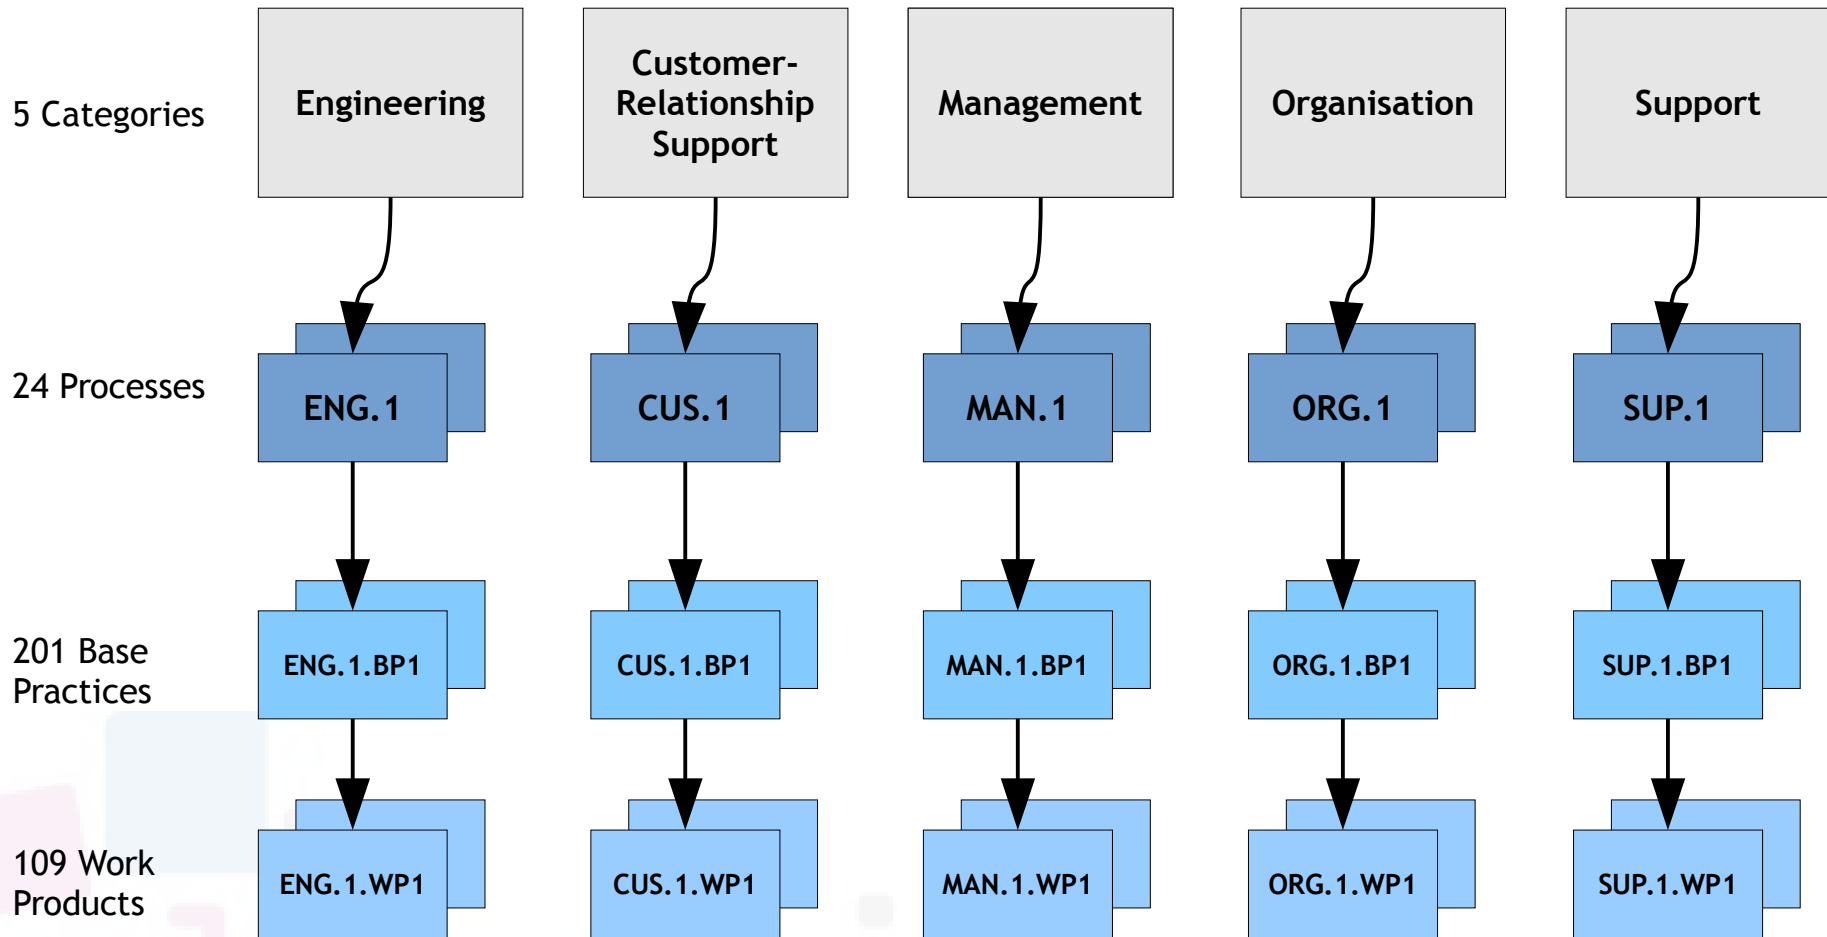 5 Categories
Engineering
Customer-
Relationship
Support
Management
Organisation
Support
24 Processes
ENG.1
CUS.1
MAN.1
ORG.1
SUP.1
201 Base
Practices
ENG.1.BP1
CUS.1.BP1
MAN.1.BP1
ORG.1.BP1
SUP.1.BP1
109 Work
Products
ENG.1.WP1
CUS.1.WP1
MAN.1.WP1
ORG.1.WP1
SUP.1.WP1